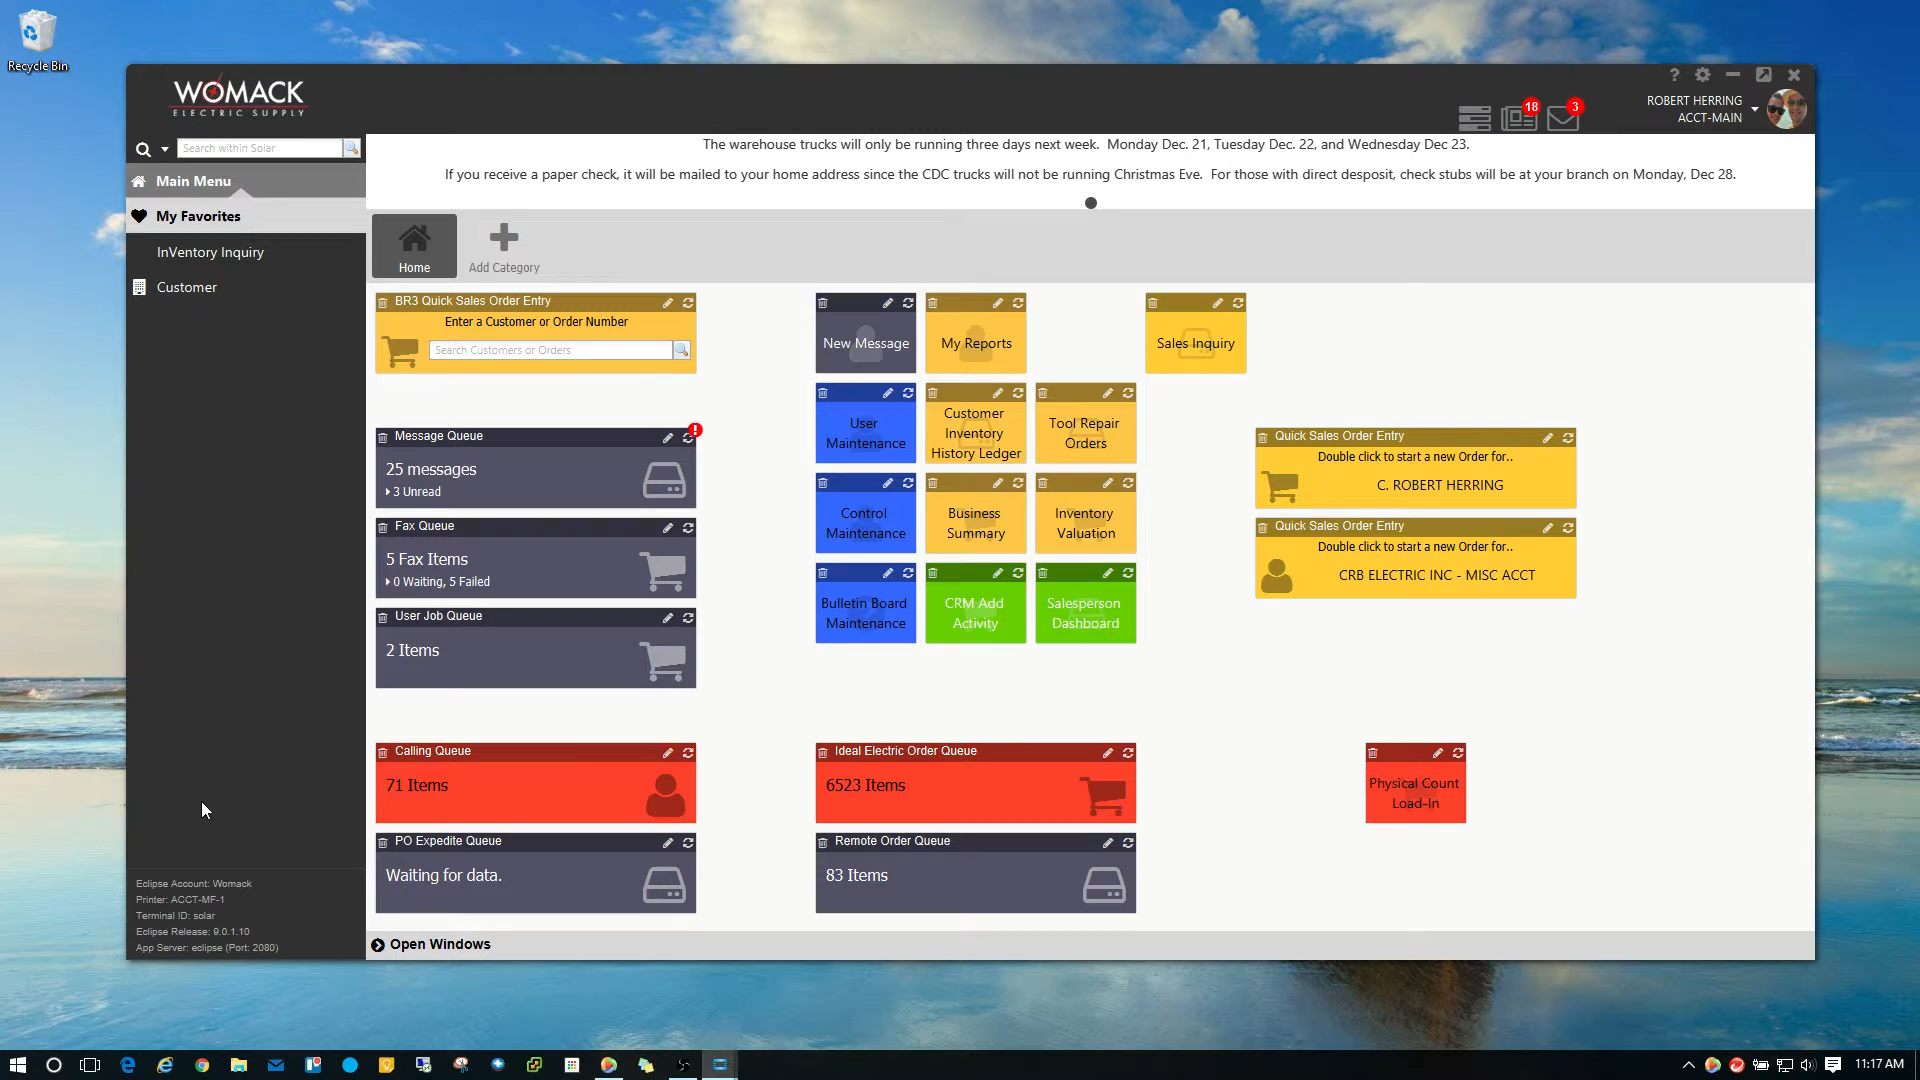 Recycle Bin
WOMACK
ELECTRIC SUPPLY
18
3
ROBERT HERRING
ACCT-MAIN
Search within Solar
Main Menu
My Favorites
InVentory Inquiry
Customer
The warehouse trucks will only be running three days next week.  Monday Dec. 21, Tuesday Dec. 22, and Wednesday Dec 23.
If you receive a paper check, it will be mailed to your home address since the CDC trucks will not be running Christmas Eve.  For those with direct desposit, check stubs will be at your branch on Monday, Dec 28.
Home
Add Category
BR3 Quick Sales Order Entry
Enter a Customer or Order Number
Search Customers or Orders
New Message
My Reports
Sales Inquiry
User
Maintenance
Customer
Inventory
History Ledger
Tool Repair
Orders
Message Queue
25 messages
3 Unread
Quick Sales Order Entry
Double click to start a new Order for..
C. ROBERT HERRING
Control
Maintenance
Business
Summary
Inventory
Valuation
Fax Queue
5 Fax Items
0 Waiting, 5 Failed
Quick Sales Order Entry
Double click to start a new Order for..
CRB ELECTRIC INC - MISC ACCT
Bulletin Board
Maintenance
CRM Add
Activity
Salesperson
Dashboard
User Job Queue
2 Items
Calling Queue
71 Items
Ideal Electric Order Queue
6523 Items
Physical Count
Load-In
PO Expedite Queue
Waiting for data.
Remote Order Queue
83 Items
Eclipse Account: Womack
Printer: ACCT-MF-1
Terminal ID: solar
Eclipse Release: 9.0.1.10
App Server: eclipse (Port: 2080)
Open Windows
11:17 AM